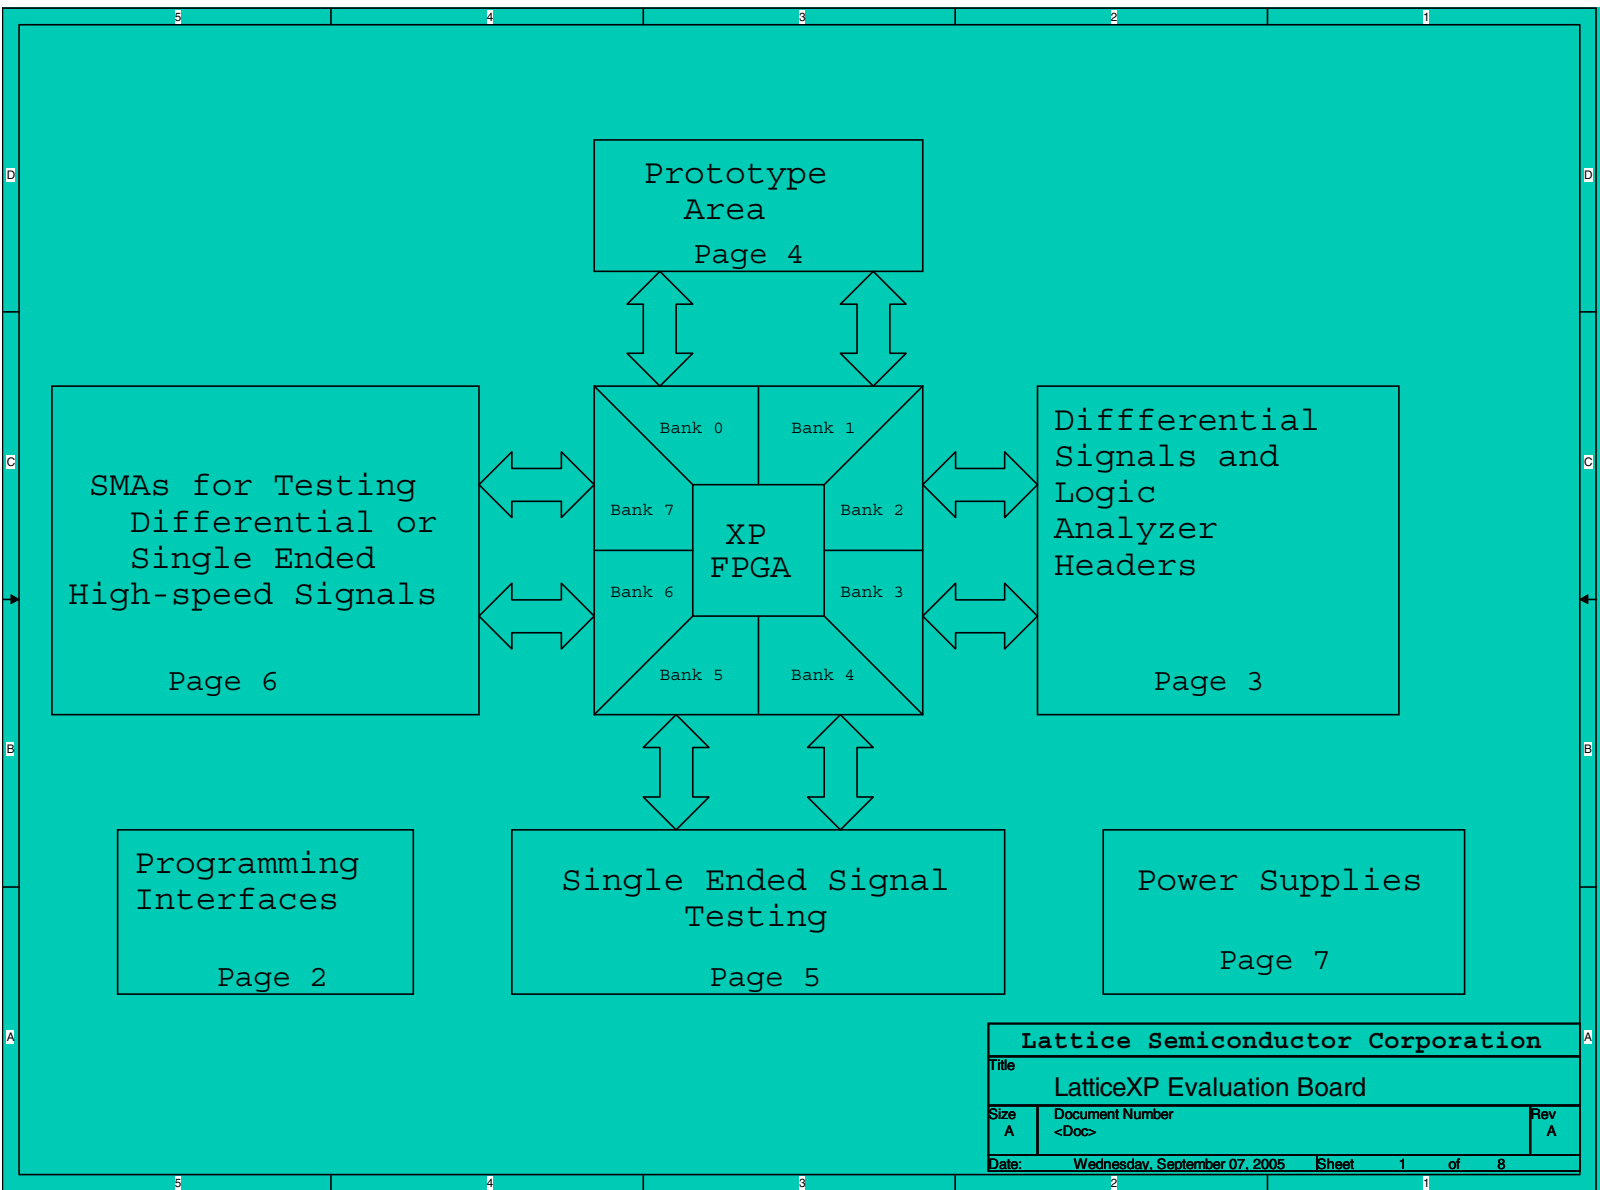 5 4 3 2 1
D D
Prototype
Area
Page 4
C C
Bank 0 Bank 1
Bank 7 Bank 2
XP
FPGA
Bank 6 Bank 3
Bank 5 Bank 4
SMAs for Testing
Differential or
Single Ended
High-speed Signals
Page 6
Diffferential
Signals and
Logic
Analyzer
Headers
Page 3
B B
Programming
Interfaces
Page 2
Single Ended Signal
Testing
Page 5
Power Supplies
Page 7
A A
Lattice Semiconductor Corporation
Title
LatticeXP Evaluation Board
Size Document Number Rev
A <Doc> A
Date: Wednesday, September 07, 2005 Sheet 1 of 8
5 4 3 2 1